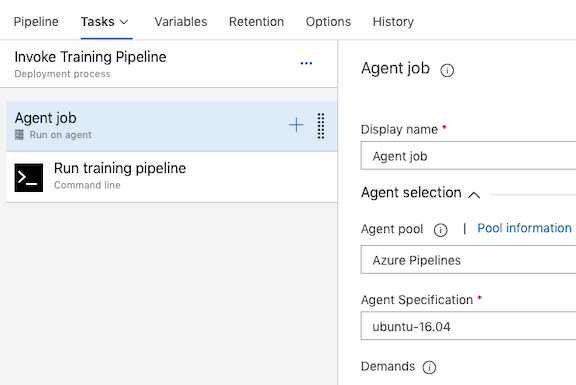 Pipeline Tasks Variables Retention Options History
Invoke Training Pipeline
Deployment process
Agent job
Run on agent
Run training pipeline
Command line
Agent job
Display name *
Agent job
Agent selection
Agent pool | Pool information
Azure Pipelines
Agent Specification *
ubuntu-16.04
Demands